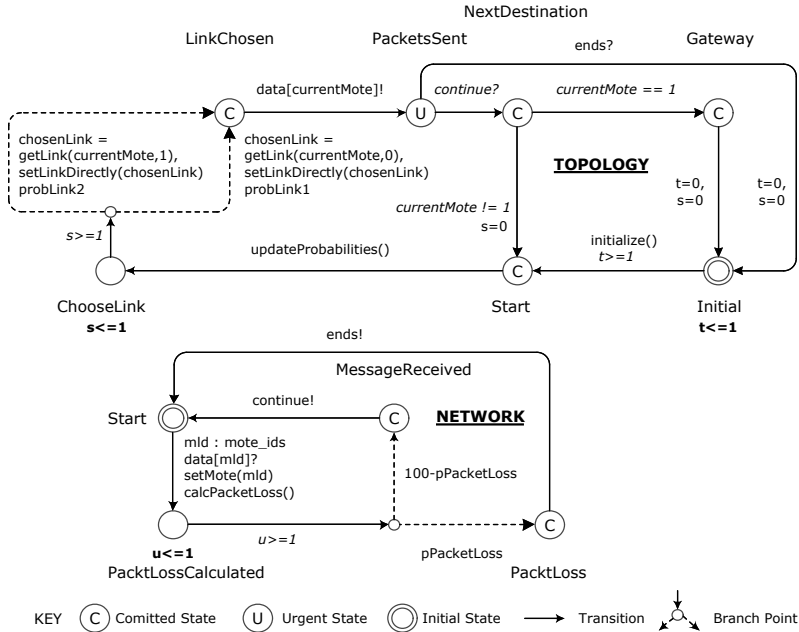 NextDestination
LinkChosen
PacketsSent
Gateway
ends?
data[currentMote]!
continue?
currentMote == 1
C
U
C
C
chosenLink =
getLink(currentMote,1),
setLinkDirectly(chosenLink)
probLink2
chosenLink =
getLink(currentMote,0),
setLinkDirectly(chosenLink)
probLink1
TOPOLOGY
t=0,
s=0
t=0,
s=0
currentMote != 1
s=0
s>=1
updateProbabilities()
initialize()
t>=1
C
ChooseLink
s<=1
Start
Initial
t<=1
ends!
MessageReceived
continue!
Start
C
NETWORK
mId : mote_ids
data[mId]?
setMote(mId)
calcPacketLoss()
100-pPacketLoss
u<=1
u>=1
C
PacktLossCalculated
pPacketLoss
PacktLoss
KEY
C
Comitted State
U
Urgent State
Initial State
Transition
Branch Point